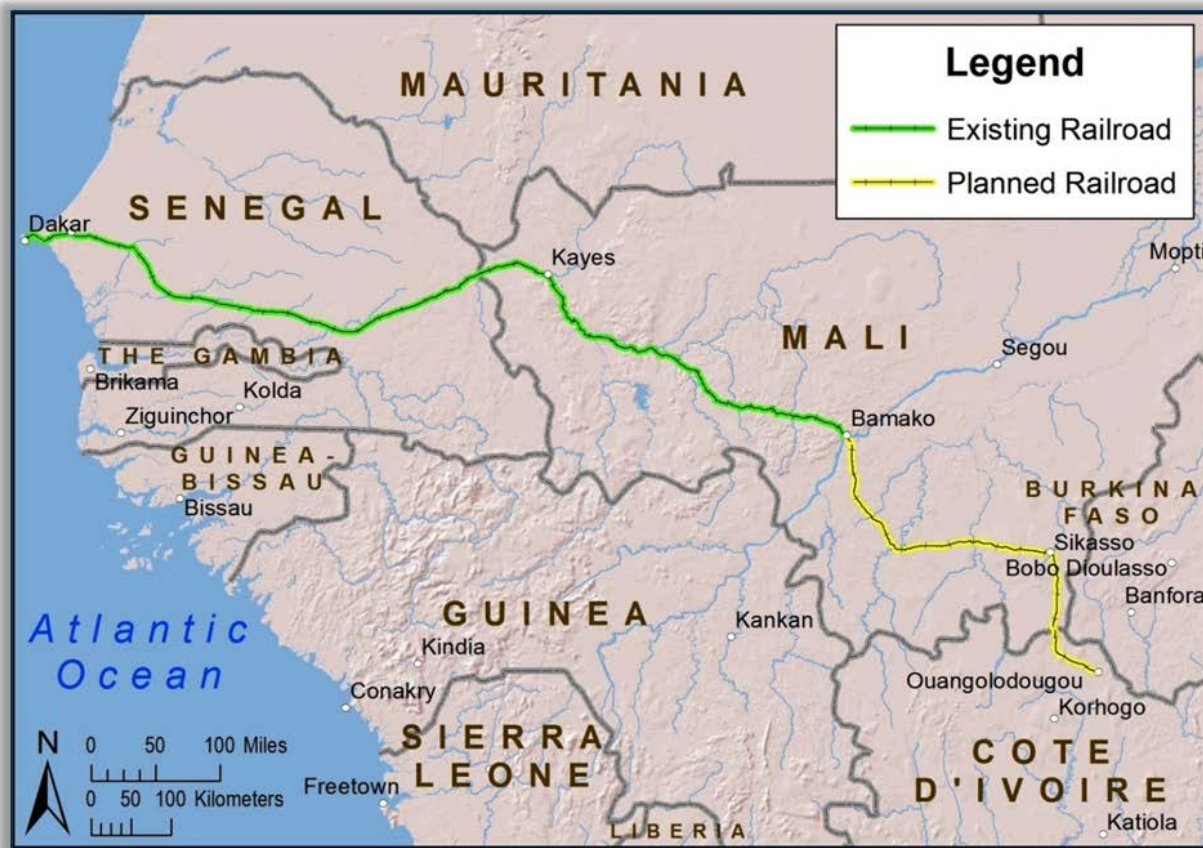 Legend
Existing Railroad
Planned Railroad
MAURITANIA
SENEGAL
Dakar
Kayes
Mopti
MALI
Segou
THE GAMBIA
Brikama
Kolda
Ziguinchor
Bamako
GUINEA-
BISSAU
Bissau
BURKINA
FASO
Sikasso
Bobo Dioulasso
Banfora
GUINEA
Kankan
Atlantic
Ocean
Kindia
Conakry
Ouangolodougou
Korhogo
SIERRA
LEONE
COTE
D'IVOIRE
Freetown
LIBERIA
Katiola
N
0 50 100 Miles
0 50 100 Kilometers